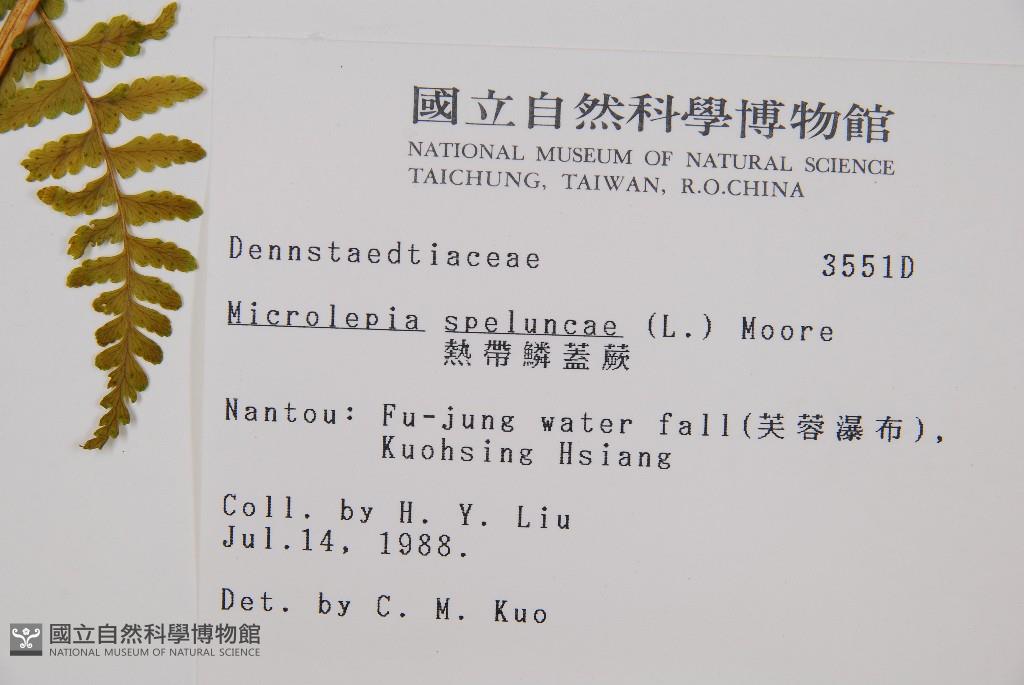 國立自然科學博物館
NATIONAL MUSEUM OF NATURAL SCIENCE
TAICHUNG, TAIWAN, R.O.CHINA
Dennstaedtiaceae 3551D
Microlepia speluncae (L.) Moore
熱帶鱗蓋蕨
Nantou: Fu-jung water fall(芙蓉瀑布),
Kuohsing Hsiang
Coll. by H. Y. Liu
Jul.14, 1988.
Det. by C. M. Kuo
國立自然科學博物館
NATIONAL MUSEUM OF NATURAL SCIENCE